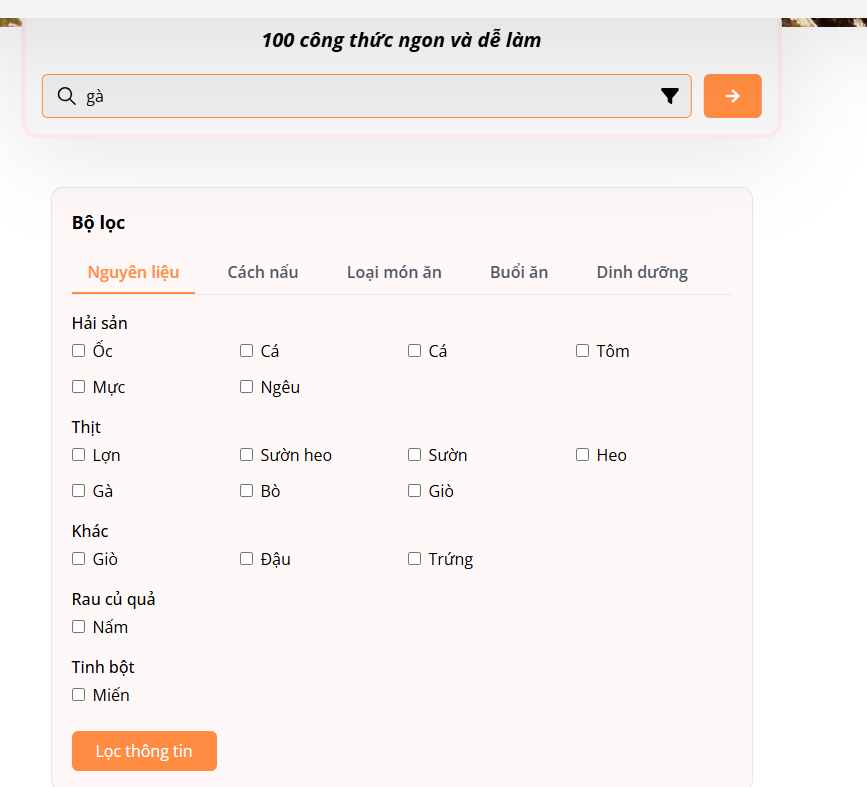 100 công thức ngon và dễ làm
gà
Bộ lọc
Nguyên liệu Cách nấu Loại món ăn Buổi ăn Dinh dưỡng
Hải sản
Ốc Cá Cá Tôm
Mực Ngêu
Thịt
Lợn Sườn heo Sườn Heo
Gà Bò Giò
Khác
Giò Đậu Trứng
Rau củ quả
Nấm
Tinh bột
Miến
Lọc thông tin